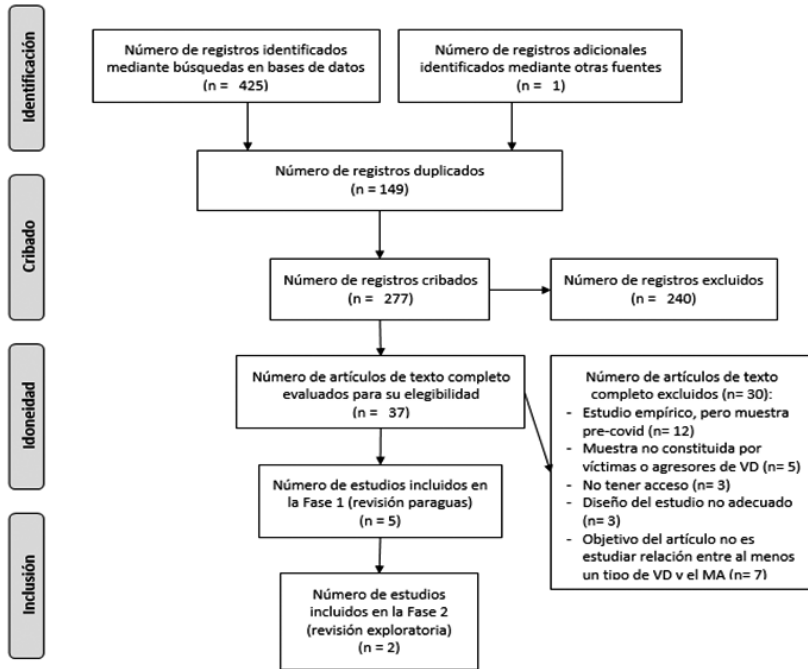 Identificación
Número de registros identificados
mediante búsquedas en bases de datos
(n = 425)
Número de registros adicionales
identificados mediante otras fuentes
(n = 1)
Número de registros duplicados
(n = 149)
Cribado
Número de registros cribados
(n = 277)
Número de registros excluidos
(n = 240)
Idoneidad
Número de artículos de texto completo
evaluados para su elegibilidad
(n = 37)
Número de artículos de texto
completo excluidos (n= 30):
- Estudio empírico, pero muestra
pre-covid (n= 12)
- Muestra no constituida por
víctimas o agresores de VD (n= 5)
- No tener acceso (n= 3)
- Diseño del estudio no adecuado
(n= 3)
- Objetivo del artículo no es
estudiar relación entre al menos
un tipo de VD y el MA (n= 7)
Número de estudios incluidos en
la Fase 1 (revisión paraguas)
(n = 5)
Inclusión
Número de estudios
incluidos en la Fase 2
(revisión exploratoria)
(n = 2)